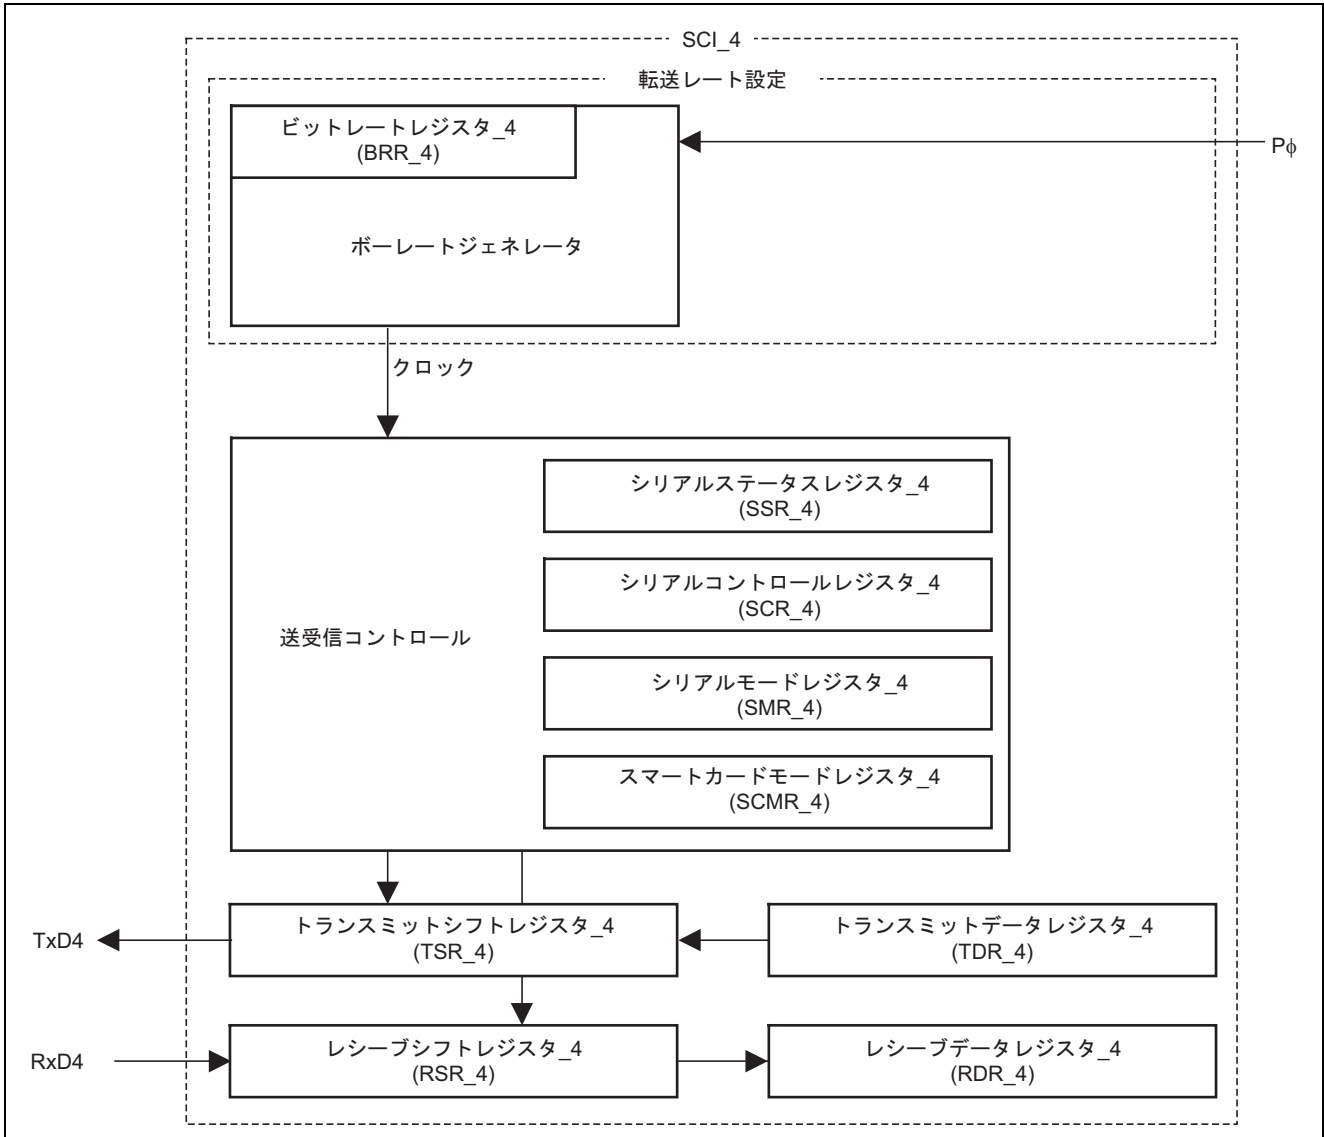 SCI_4
転送レート設定
ビットレートレジスタ_4
(BRR_4)
Pϕ
ボーレートジェネレータ
クロック
シリアルステータスレジスタ_4
(SSR_4)
シリアルコントロールレジスタ_4
(SCR_4)
送受信コントロール
シリアルモードレジスタ_4
(SMR_4)
スマートカードモードレジスタ_4
(SCMR_4)
TxD4
トランスミットシフトレジスタ_4
(TSR_4)
トランスミットデータレジスタ_4
(TDR_4)
RxD4
レシーブシフトレジスタ_4
(RSR_4)
レシーブデータレジスタ_4
(RDR_4)